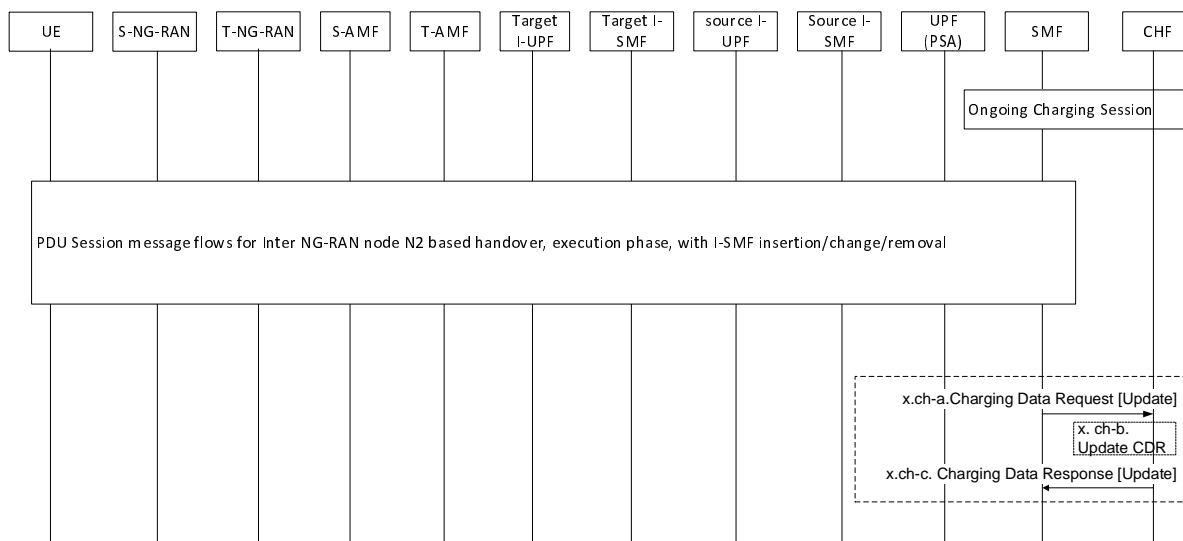 UE
S-NG-RAN
T-NG-RAN
S-AMF
T-AMF
Target
I-UPF
Target I-
SMF
source I-
UPF
Source I-
SMF
UPF
(PSA)
SMF
CHF
Ongoing Charging Session
PDU Session message flows for Inter NG-RAN node N2 based handover, execution phase, with I-SMF insertion/change/removal
x.ch-a.Charging Data Request [Update]
x. ch-b.
Update CDR
x.ch-c. Charging Data Response [Update]